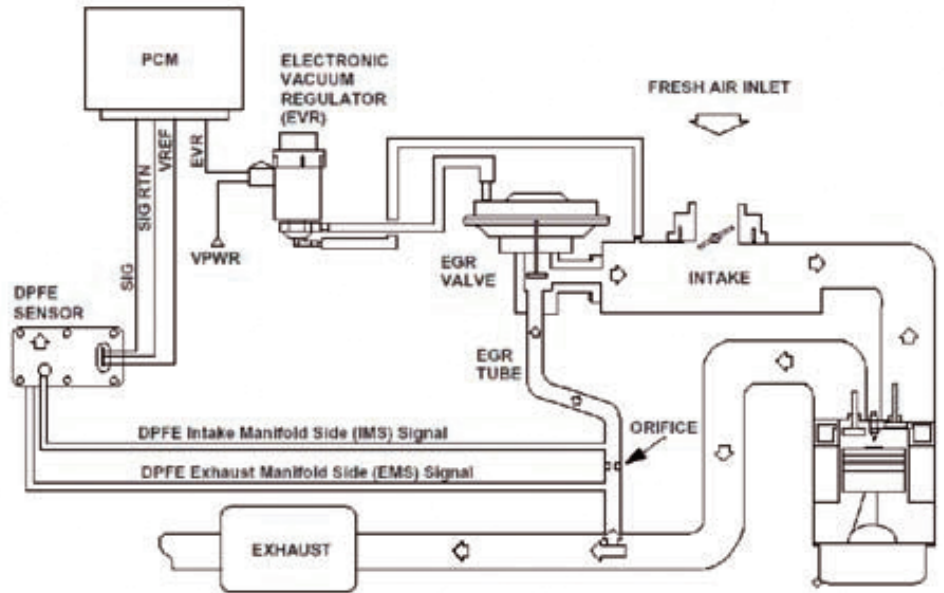 PCM
ELECTRONIC
VACUUM
REGULATOR
(EVR)
FRESH AIR INLET
SIG
SIG RTN
VREF
EVR
VPWR
EGR
VALVE
INTAKE
DPFE
SENSOR
EGR
TUBE
ORIFICE
DPFE Intake Manifold Side (IMS) Signal
DPFE Exhaust Manifold Side (EMS) Signal
EXHAUST